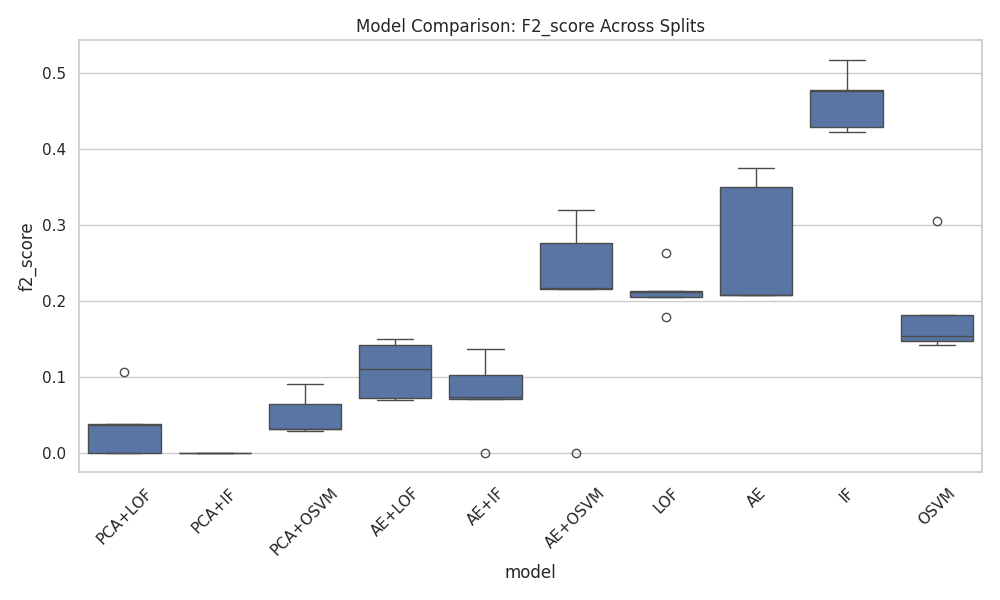 Model Comparison: F2_score Across Splits
f2_score
0.5
0.4
0.3
0.2
0.1
0.0
PCA+LOF
PCA+IF
PCA+OSVM
AE+LOF
AE+IF
AE+OSVM
LOF
AE
IF
OSVM
model